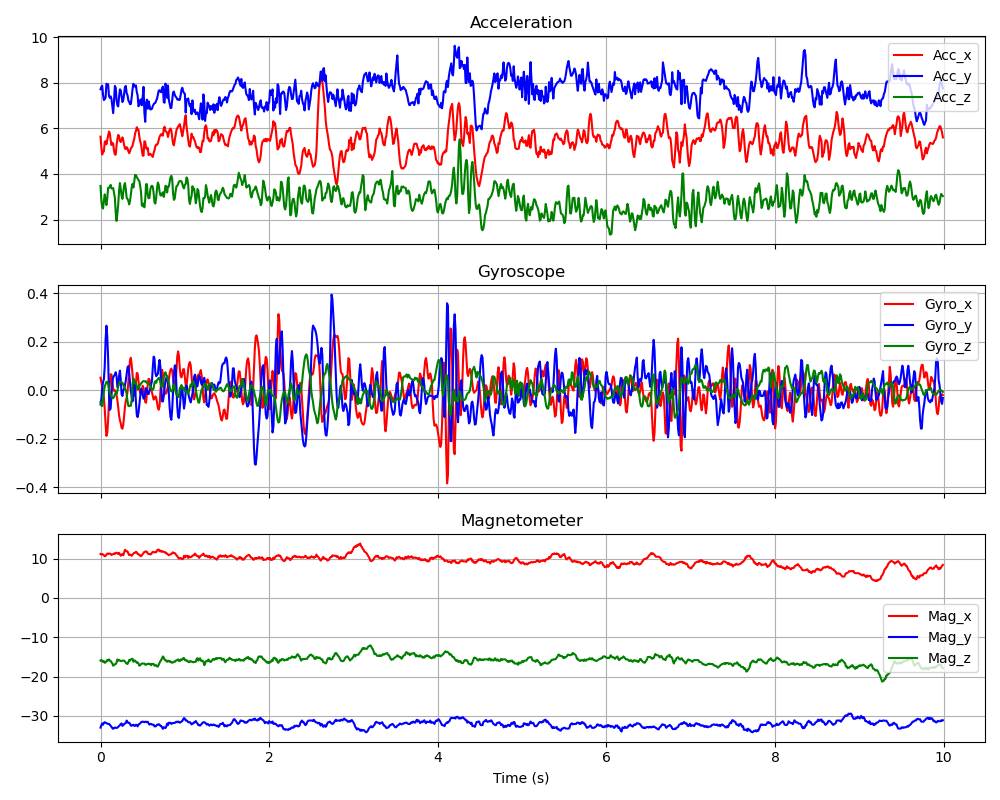 Acceleration
10
8
6
4
2
Acc_x
Acc_y
Acc_z
Gyroscope
0.4
0.2
0.0
−0.2
−0.4
Gyro_x
Gyro_y
Gyro_z
Magnetometer
10
0
−10
−20
−30
Mag_x
Mag_y
Mag_z
0 2 4 6 8 10
Time (s)